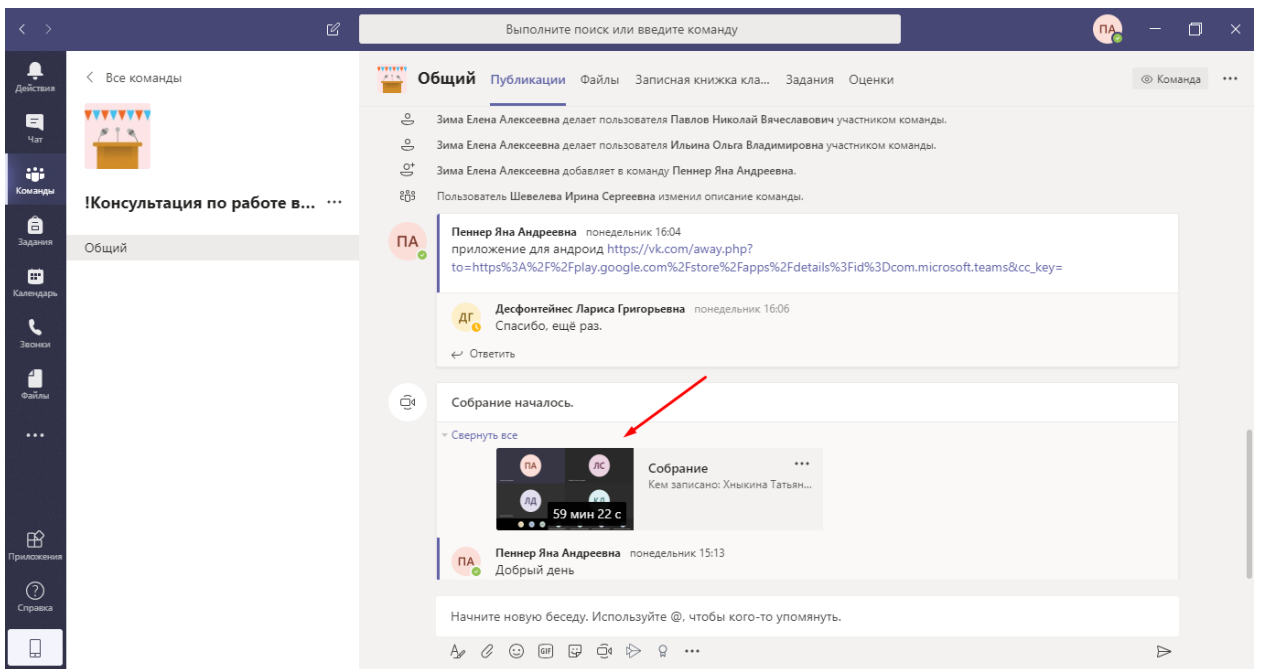 Выполните поиск или введите команду
ПА
Действия
Чат
Команды
Задания
Календарь
Звонки
Файлы
Приложения
Справка
Все команды
!Консультация по работе в... ...
Общий
Общий Публикации Файлы Записная книжка кла... Задания Оценки
Команда ...
Зима Елена Алексеевна делает пользователя Павлов Николай Вячеславович участником команды.
Зима Елена Алексеевна делает пользователя Ильина Ольга Владимировна участником команды.
Зима Елена Алексеевна добавляет в команду Пеннер Яна Андреевна.
Пользователь Шевелева Ирина Сергеевна изменил описание команды.
ПА
Пеннер Яна Андреевна понедельник 16:04
приложение для андроид https://vk.com/away.php?
to=https%3A%2F%2Fplay.google.com%2Fstore%2Fapps%2Fdetails%3Fid%3Dcom.microsoft.teams&cc_key=
ДГ
Десфонтейнес Лариса Григорьевна понедельник 16:06
Спасибо, ещё раз.
Ответить
Собрание началось.
Свернуть все
ПА ЛС
ЛД КЛ
59 мин 22 с
Собрание ...
Кем записано: Хныкина Татьян...
ПА
Пеннер Яна Андреевна понедельник 15:13
Добрый день
Начните новую беседу. Используйте @, чтобы кого-то упомянуть.
GIF